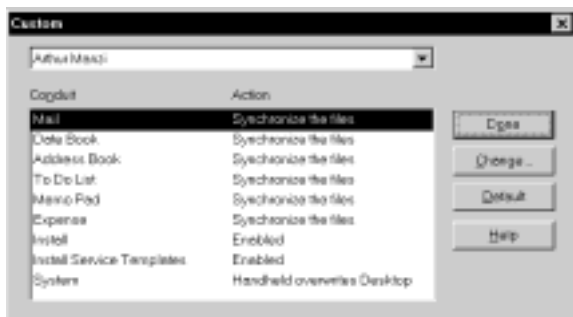 Custom
Arthur Manzi
Conduit Action
Mail Synchronize the files
Date Book Synchronize the files
Address Book Synchronize the files
To Do List Synchronize the files
Memo Pad Synchronize the files
Expense Synchronize the files
Install Enabled
Install Service Templates Enabled
System Handheld overwrites Desktop
Done
Change...
Default
Help